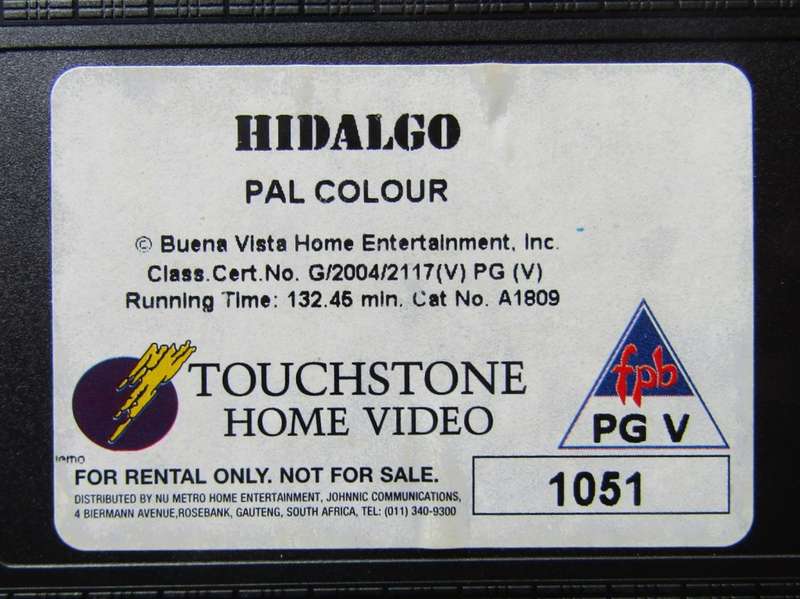 HIDALGO
PAL COLOUR
© Buena Vista Home Entertainment, Inc.
Class.Cert.No. G/2004/2117(V) PG (V)
Running Time: 132.45 min. Cat No. A1809
TOUCHSTONE
HOME VIDEO
fpb
PG V
FOR RENTAL ONLY. NOT FOR SALE.
DISTRIBUTED BY NU METRO HOME ENTERTAINMENT, JOHNNIC COMMUNICATIONS,
4 BIERMANN AVENUE,ROSEBANK, GAUTENG, SOUTH AFRICA, TEL: (011) 340-9300
1051